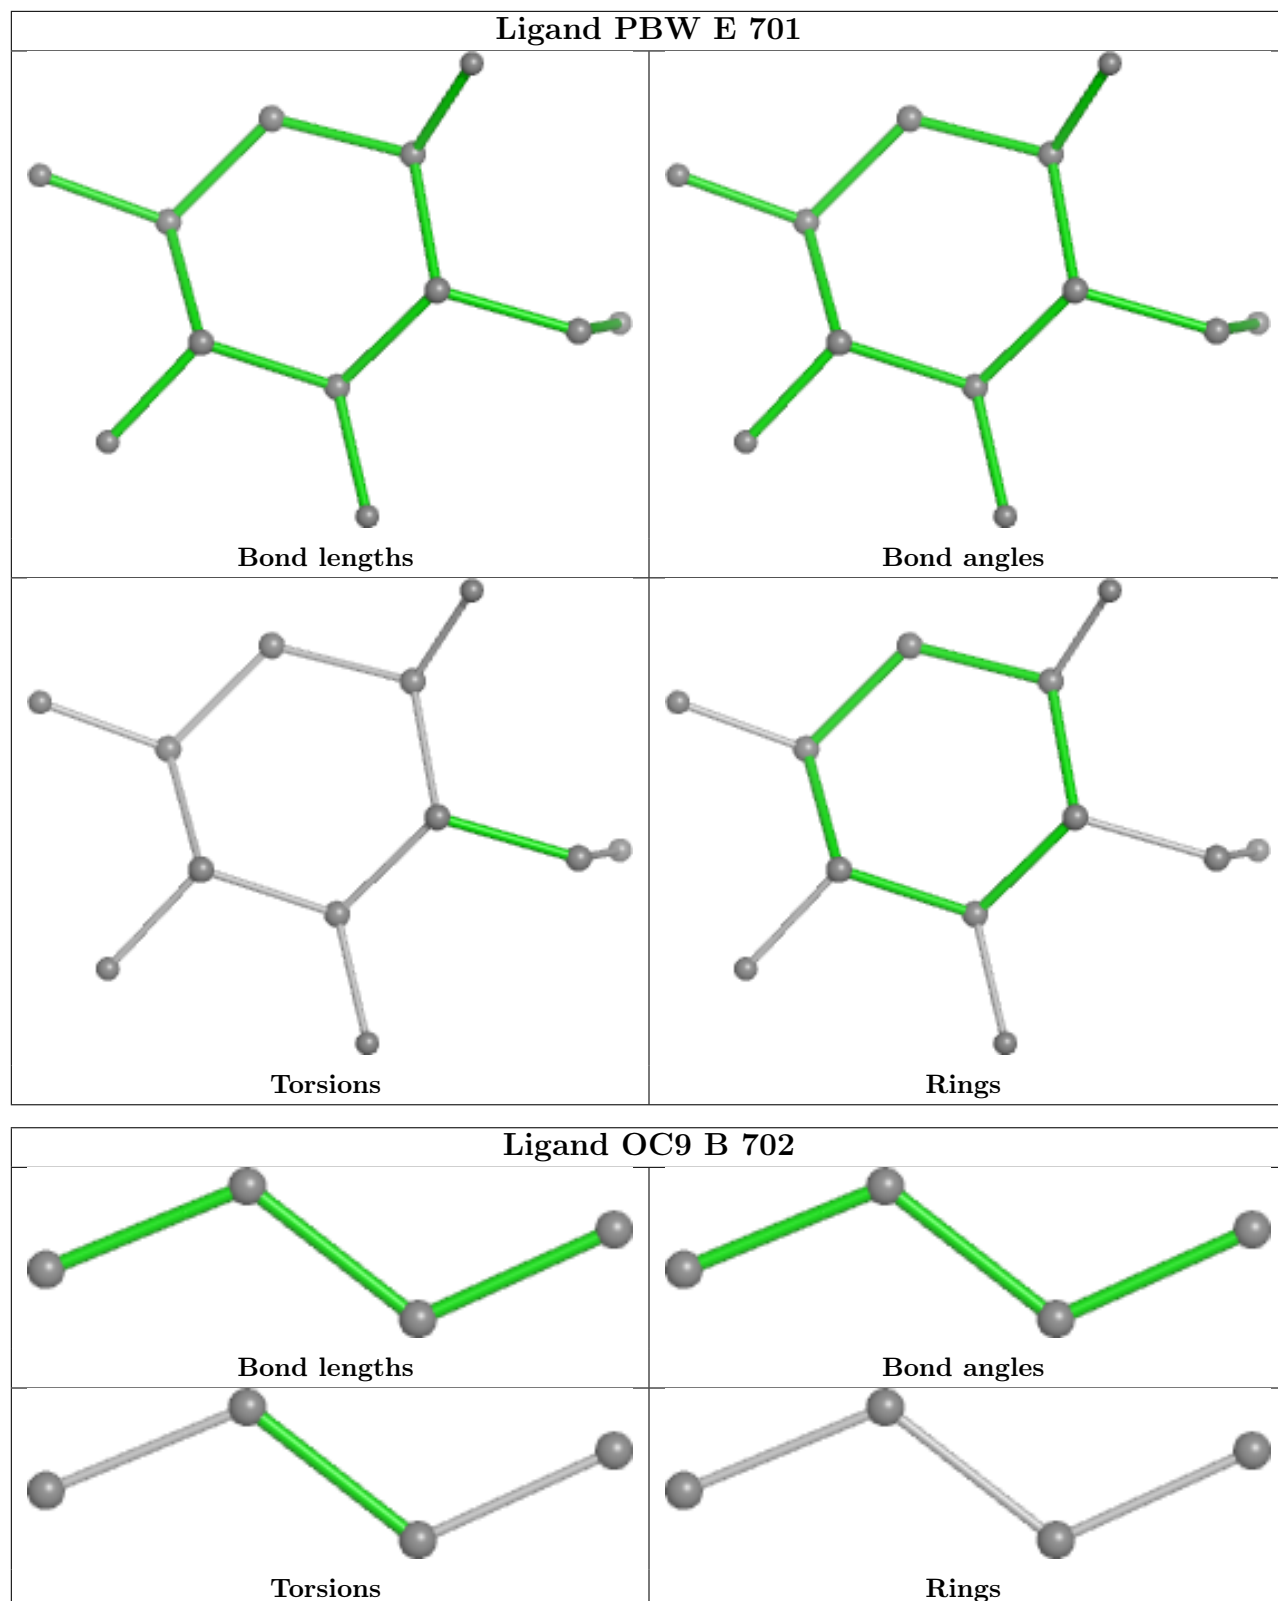 Ligand PBW E 701
Bond lengths
Bond angles
Torsions
Rings
Ligand OC9 B 702
Bond lengths
Bond angles
Torsions
Rings